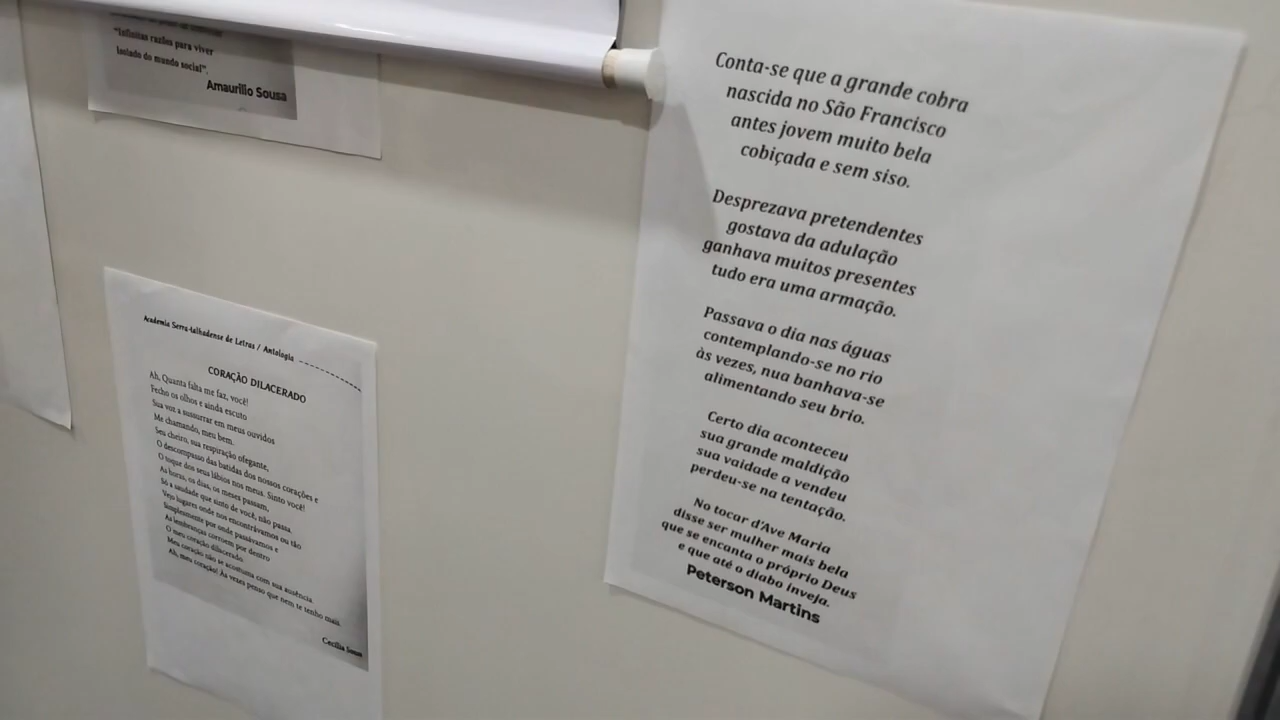 "Infinitas razões para viver
Isolado do mundo social".
Amaurilio Sousa
Academia Serra-talhadense de Letras / Antologia
CORAÇÃO DILACERADO
Ah, Quanta falta me faz, você!
Fecho os olhos e ainda escuto
Sua voz a sussurrar em meus ouvidos
Me chamando, meu bem.
Seu cheiro, sua respiração ofegante,
O descompasso das batidas dos nossos corações e
O toque dos seus lábios nos meus. Sinto você!
As horas, os dias, os meses passam,
Só a saudade que sinto de você, não passa.
Vejo lugares onde nos encontrávamos ou tão
Simplesmente por onde passávamos e
As lembranças corroem por dentro
O meu coração dilacerado.
Meu coração não se acostuma com sua ausência.
Ah, meu coração! Às vezes penso que nem te tenho mais.
Cecília Sousa
Conta-se que a grande cobra
nascida no São Francisco
antes jovem muito bela
cobiçada e sem siso.
Desprezava pretendentes
gostava da adulação
ganhava muitos presentes
tudo era uma armação.
Passava o dia nas águas
contemplando-se no rio
às vezes, nua banhava-se
alimentando seu brio.
Certo dia aconteceu
sua grande maldição
sua vaidade a vendeu
perdeu-se na tentação.
No tocar d'Ave Maria
disse ser mulher mais bela
que se encanta o próprio Deus
e que até o diabo inveja.
Peterson Martins